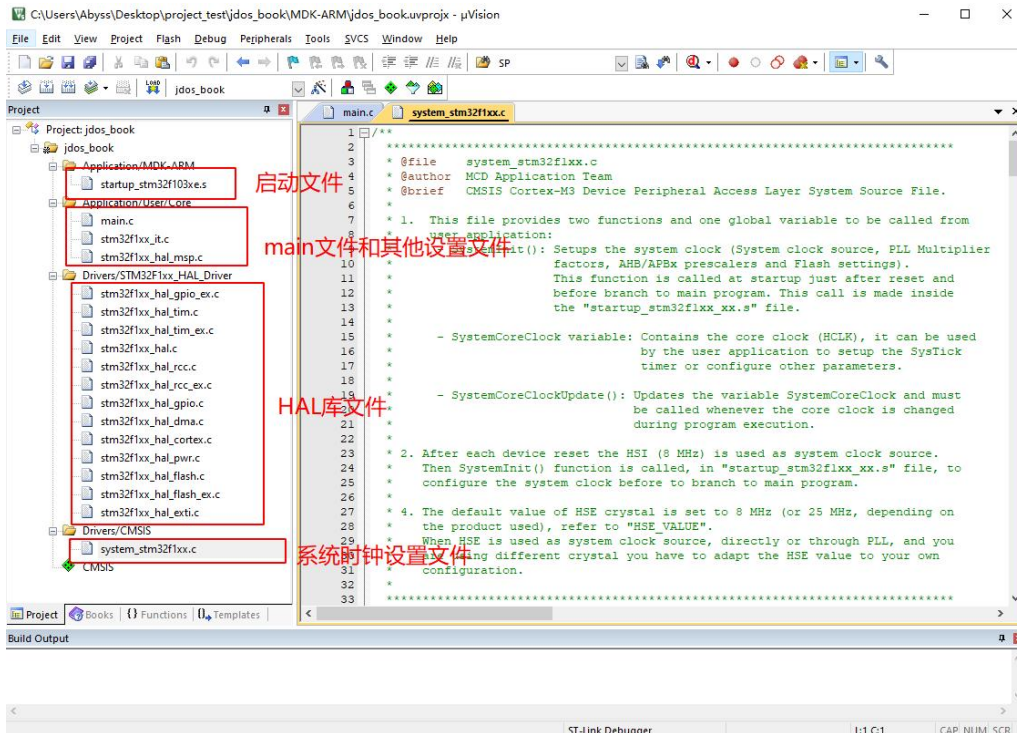 C:\Users\Abyss\Desktop\project_test\jdos_book\MDK-ARM\jdos_book.uvprojx - µVision
File Edit View Project Flash Debug Peripherals Tools SVCS Window Help
SP
LOAD
jdos_book
Project
main.c system_stm32f1xx.c
Project: jdos_book
jdos_book
Application/MDK-ARM
startup_stm32f103xe.s
启动文件
Application/User/Core
main.c
stm32f1xx_it.c
stm32f1xx_hal_msp.c
main文件和其他设置文件
Drivers/STM32F1xx_HAL_Driver
stm32f1xx_hal_gpio_ex.c
stm32f1xx_hal_tim.c
stm32f1xx_hal_tim_ex.c
stm32f1xx_hal.c
stm32f1xx_hal_rcc.c
stm32f1xx_hal_rcc_ex.c
stm32f1xx_hal_gpio.c
stm32f1xx_hal_dma.c
stm32f1xx_hal_cortex.c
stm32f1xx_hal_pwr.c
stm32f1xx_hal_flash.c
stm32f1xx_hal_flash_ex.c
stm32f1xx_hal_exti.c
HAL库文件
Drivers/CMSIS
system_stm32f1xx.c
系统时钟设置文件
CMSIS
Project Books {} Functions Templates
1 /**
2 ******************************************************************************
3 * @file system_stm32f1xx.c
4 * @author MCD Application Team
5 * @brief CMSIS Cortex-M3 Device Peripheral Access Layer System Source File.
6 *
7 * 1. This file provides two functions and one global variable to be called from
8 * user application:
SystemInit(): Setups the system clock (System clock source, PLL Multiplier
10 * factors, AHB/APBx prescalers and Flash settings).
11 * This function is called at startup just after reset and
12 * before branch to main program. This call is made inside
13 * the "startup_stm32f1xx_xx.s" file.
14 *
15 * - SystemCoreClock variable: Contains the core clock (HCLK), it can be used
16 * by the user application to setup the SysTick
17 * timer or configure other parameters.
18 *
19 * - SystemCoreClockUpdate(): Updates the variable SystemCoreClock and must
20 * be called whenever the core clock is changed
21 * during program execution.
22 *
23 * 2. After each device reset the HSI (8 MHz) is used as system clock source.
24 * Then SystemInit() function is called, in "startup_stm32f1xx_xx.s" file, to
25 * configure the system clock before to branch to main program.
26 *
27 * 4. The default value of HSE crystal is set to 8 MHz (or 25 MHz, depending on
28 * the product used), refer to "HSE_VALUE".
29 When HSE is used as system clock source, directly or through PLL, and you
30 are using different crystal you have to adapt the HSE value to your own
31 * configuration.
32 *
33 ******************************************************************************
Build Output
ST-Link Debugger L:1 C:1 CAP NUM SCR